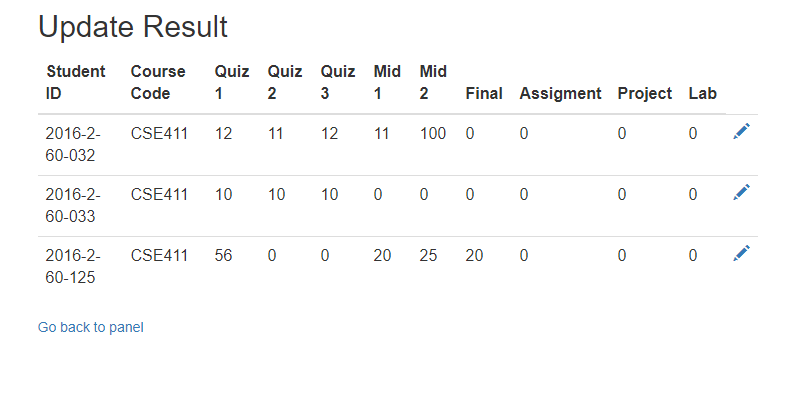 Update Result
Student ID Course Code Quiz 1 Quiz 2 Quiz 3 Mid 1 Mid 2 Final Assigment Project Lab
2016-2-60-032 CSE411 12 11 12 11 100 0 0 0 0
2016-2-60-033 CSE411 10 10 10 0 0 0 0 0 0
2016-2-60-125 CSE411 56 0 0 20 25 20 0 0 0
Go back to panel